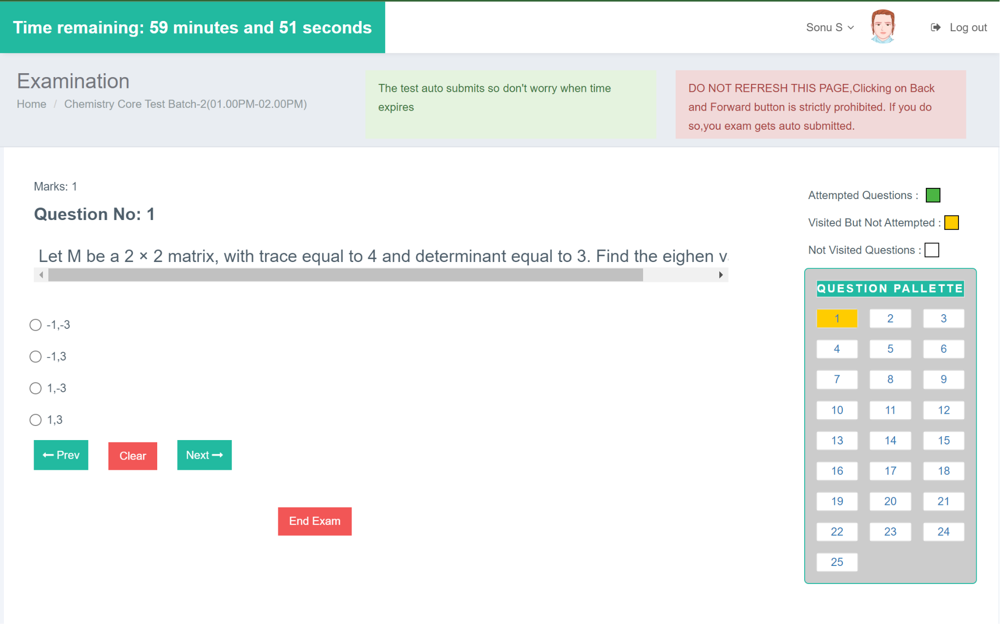 Time remaining: 59 minutes and 51 seconds
Sonu S
Log out
Examination
Home / Chemistry Core Test Batch-2(01.00PM-02.00PM)
The test auto submits so don't worry when time
expires
DO NOT REFRESH THIS PAGE,Clicking on Back
and Forward button is strictly prohibited. If you do
so,you exam gets auto submitted.
Marks: 1
Question No: 1
Let M be a 2 × 2 matrix, with trace equal to 4 and determinant equal to 3. Find the eighen
-1,-3
-1,3
1,-3
1,3
Prev
Clear
Next
End Exam
Attempted Questions :
Visited But Not Attempted :
Not Visited Questions :
QUESTION PALLETTE
1 2 3
4 5 6
7 8 9
10 11 12
13 14 15
16 17 18
19 20 21
22 23 24
25